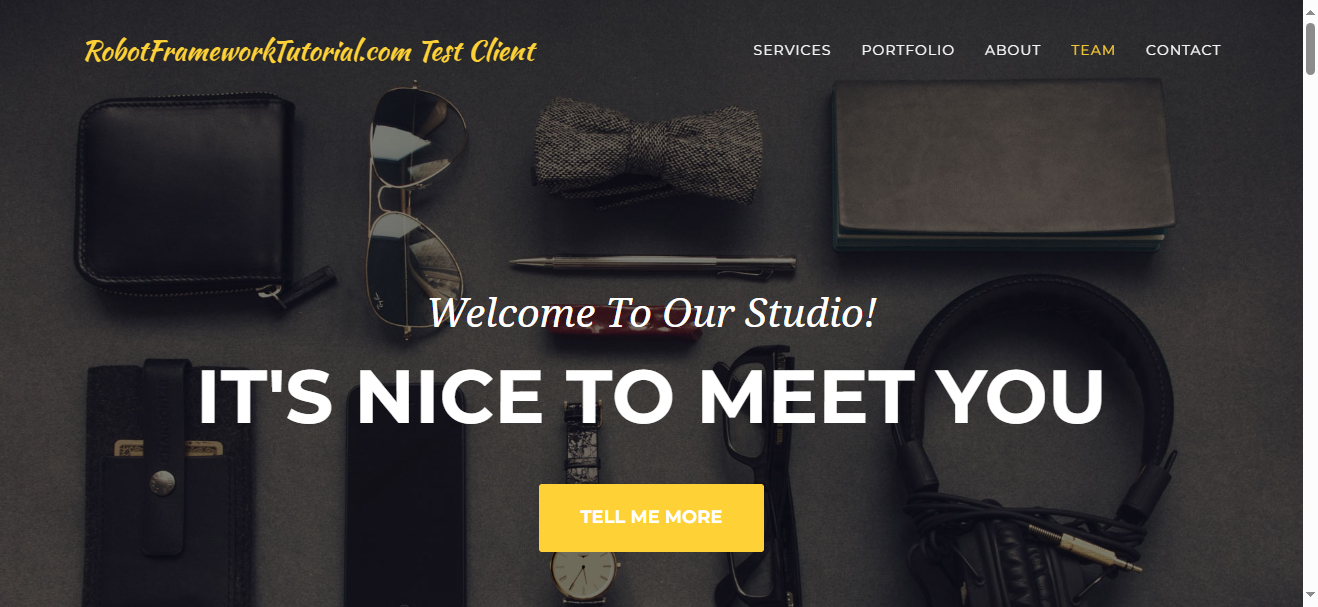 RobotFrameworkTutorial.com Test Client
SERVICES PORTFOLIO ABOUT TEAM CONTACT
Welcome To Our Studio!
IT'S NICE TO MEET YOU
TELL ME MORE